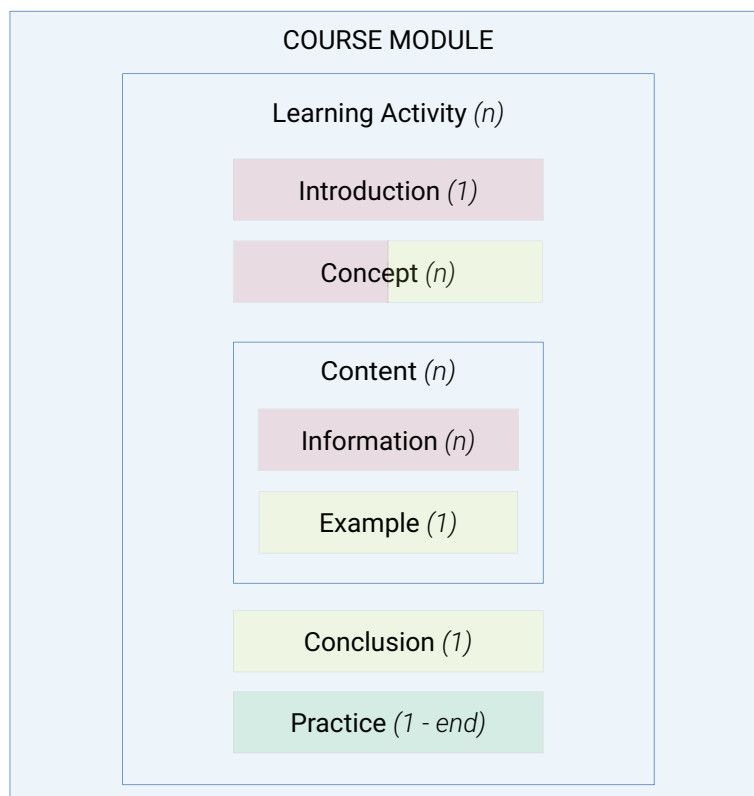 COURSE MODULE
Learning Activity (n)
Introduction (1)
Concept (n)
Content (n)
Information (n)
Example (1)
Conclusion (1)
Practice (1 - end)